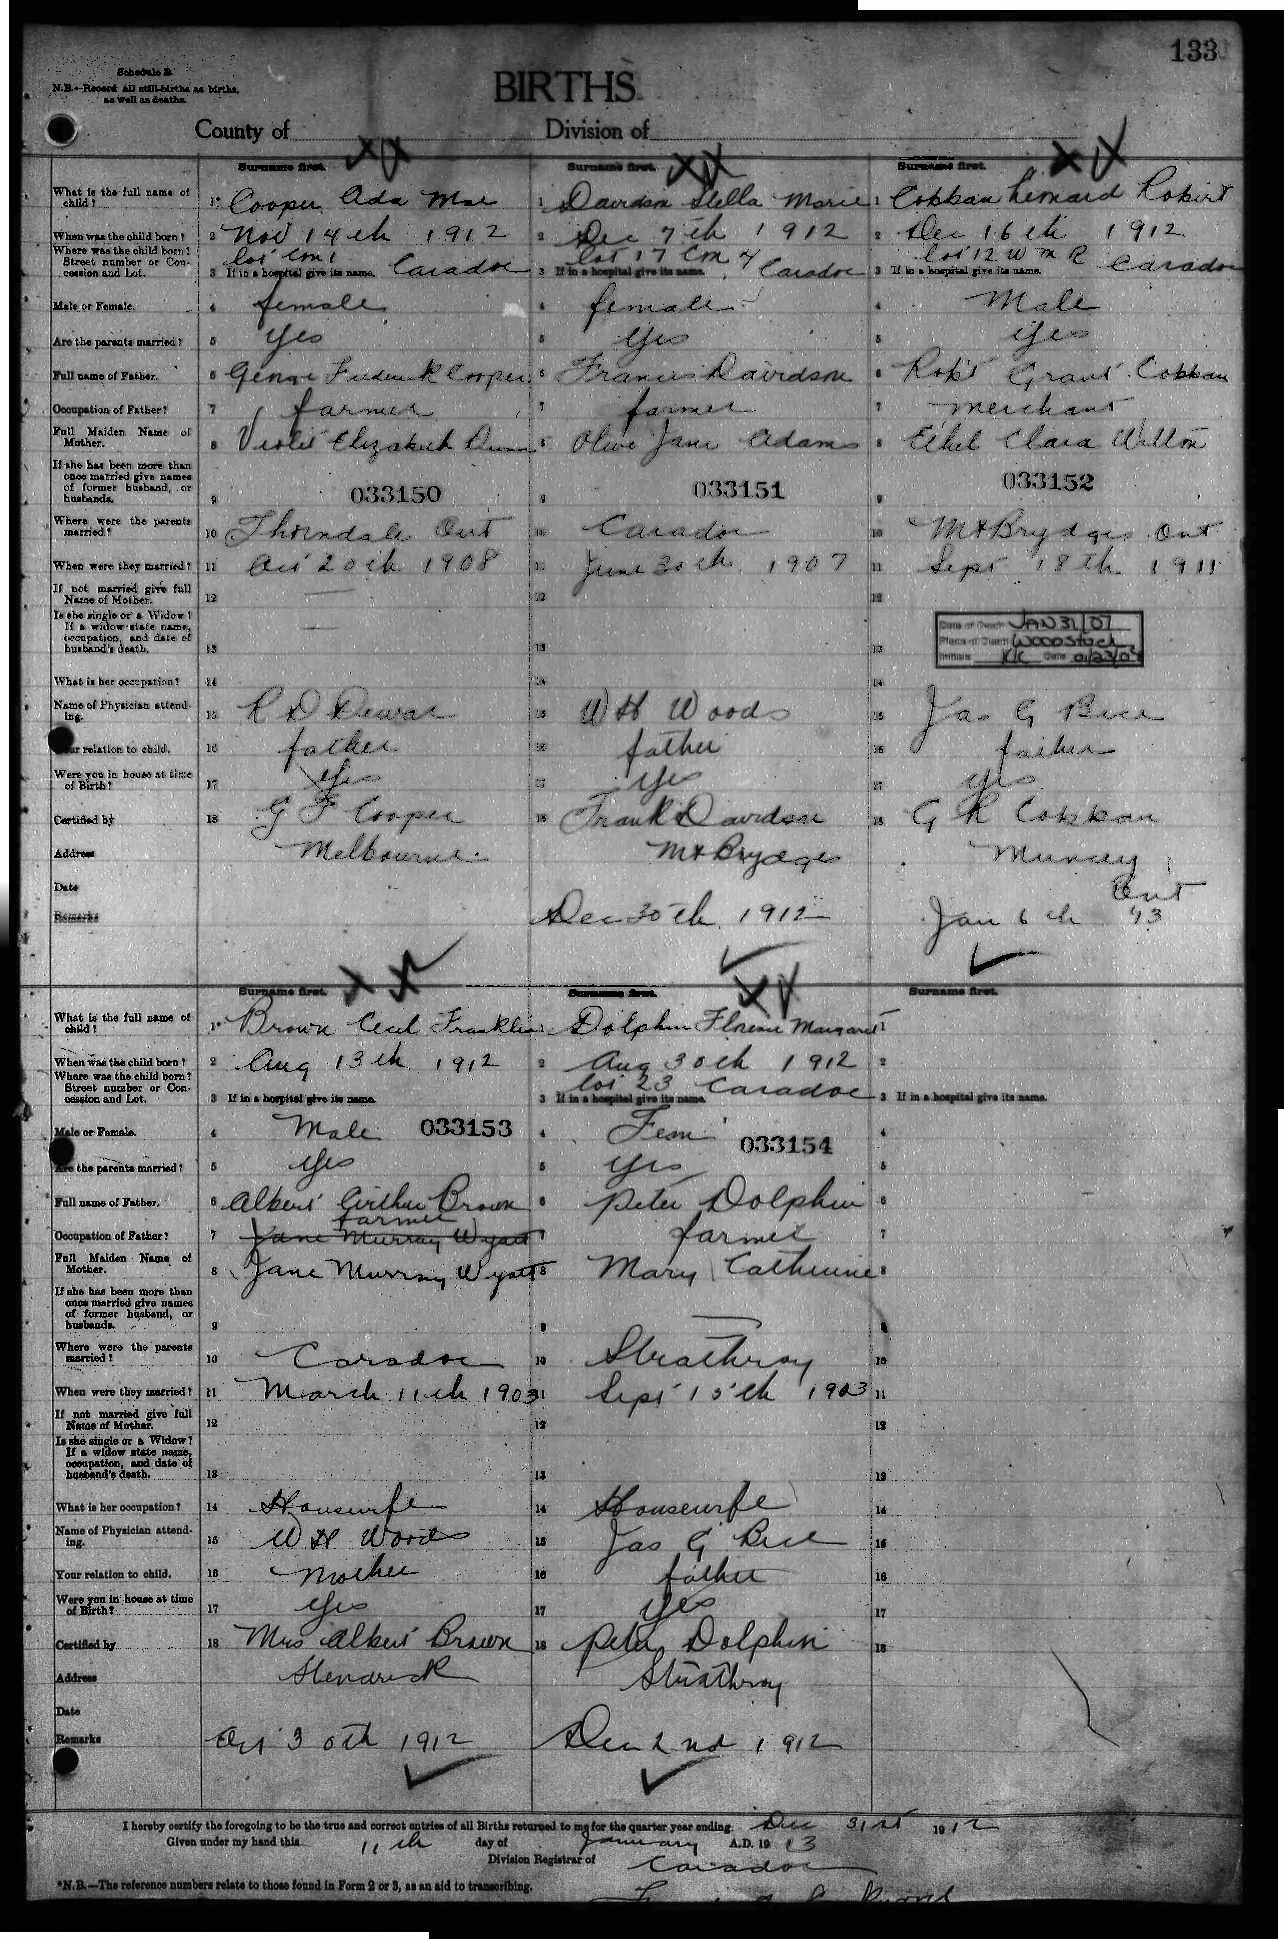 133
Schedule B
N.B.—Record all still-births as births,
as well as deaths.
BIRTHS
County of
Division of
Surname first.
Surname first.
Surname first.
What is the full name of child?
1* Cooper Ada Mae
1 Davidson Stella Marie
1 Cobban Lennard Robert
When was the child born?
2 Nov 14th 1912
2 Dec 7th 1912
2 Dec 16th 1912
Where was the child born? Street number or Concession and Lot.
lot Con 1
lot 17 Con 4
lot 12 W M R
3 If in a hospital give its name. Caradoc
3 If in a hospital give its name. Caradoc
3 If in a hospital give its name. Caradoc
Male or Female.
4 female
4 female
4 Male
Are the parents married?
5 Yes
5 Yes
5 Yes
Full name of Father.
6 George Frederick Cooper
6 Francis Davidson
6 Robt Grant Cobban
Occupation of Father?
7 farmer
7 farmer
7 merchant
Full Maiden Name of Mother.
8 Violet Elizabeth Dunn
8 Olive Jane Adams
8 Ethel Clara Wilton
If she has been more than once married give names of former husband, or husbands.
9 033150
9 033151
9 033152
Where were the parents married?
10 Thorndale Ont
10 Caradoc
10 Mt Brydges Ont
When were they married?
11 Oct 20th 1908
11 June 30th 1907
11 Sept 18th 1911
If not married give full Name of Mother.
12 —
12
12
Is she single or a Widow? If a widow state name, occupation, and date of husband's death.
13 —
13
13
Date of Death JAN 31/07
Place of Death WOODSTOCK
Initials KK Date
What is her occupation?
14
14
14
Name of Physician attending.
15 R D Dewar
15 W H Woods
15 Jas G Bice
Your relation to child.
16 father
16 father
16 father
Were you in house at time of Birth?
17 Yes
17 Yes
17 yes
Certified by
18 G F Cooper
18 Frank Davidson
18 G R Cobban
Address
Melbourne
Mt Brydges
Muncey
Ont
Date
Remarks
Dec 30th 1912
Jan 6th 43
Surname first.
Surname first.
Surname first.
What is the full name of child?
1* Brown Cecil Franklin
1 Dolphin Florence Margaret
1
When was the child born?
2 Aug 13th 1912
2 Aug 30th 1912
2
Where was the child born? Street number or Concession and Lot.
lot 23 Caradoc
3 If in a hospital give its name.
3 If in a hospital give its name.
3 If in a hospital give its name.
Male or Female.
4 Male 033153
4 Fem 033154
4
Are the parents married?
5 Yes
5 Yes
5
Full name of Father.
6 Albert Arthur Brown
6 Peter Dolphin
6
farmer
Occupation of Father?
7 Jane Murray Wyatt
7 farmer
7
Full Maiden Name of Mother.
8 Jane Murray Wyatt
8 Mary Catherine
8
If she has been more than once married give names of former husband, or husbands.
9
9 —
9
Where were the parents married?
10 Caradoc
10 Strathroy
10
When were they married?
11 March 11th 1903
11 Sept 15th 1903
11
If not married give full Name of Mother.
12
12
12
Is she single or a Widow? If a widow state name, occupation, and date of husband's death.
13
13
13
What is her occupation?
14 Housewife
14 Housewife
14
Name of Physician attending.
15 W H Woods
15 Jas G Bice
15
Your relation to child.
16 Mother
16 father
16
Were you in house at time of Birth?
17 Yes
17 Yes
17
Certified by
18 Mrs Albert Brown
18 Peter Dolphin
18
Address
Hendrick
Strathroy
Date
Remarks
Oct 30th 1912
Dec 2nd 1912
I hereby certify the foregoing to be the true and correct entries of all Births returned to me for the quarter year ending Dec 31st 1912
Given under my hand this 11th day of January A.D. 1913
Division Registrar of Caradoc
*N.B.—The reference numbers relate to those found in Form 2 or 3, as an aid to transcribing.